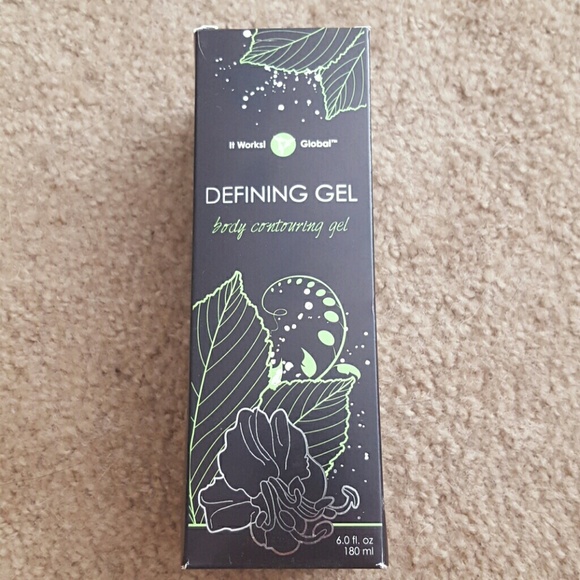 It Works! Global™
DEFINING GEL
body contouring gel
6.0 fl. oz
180 ml